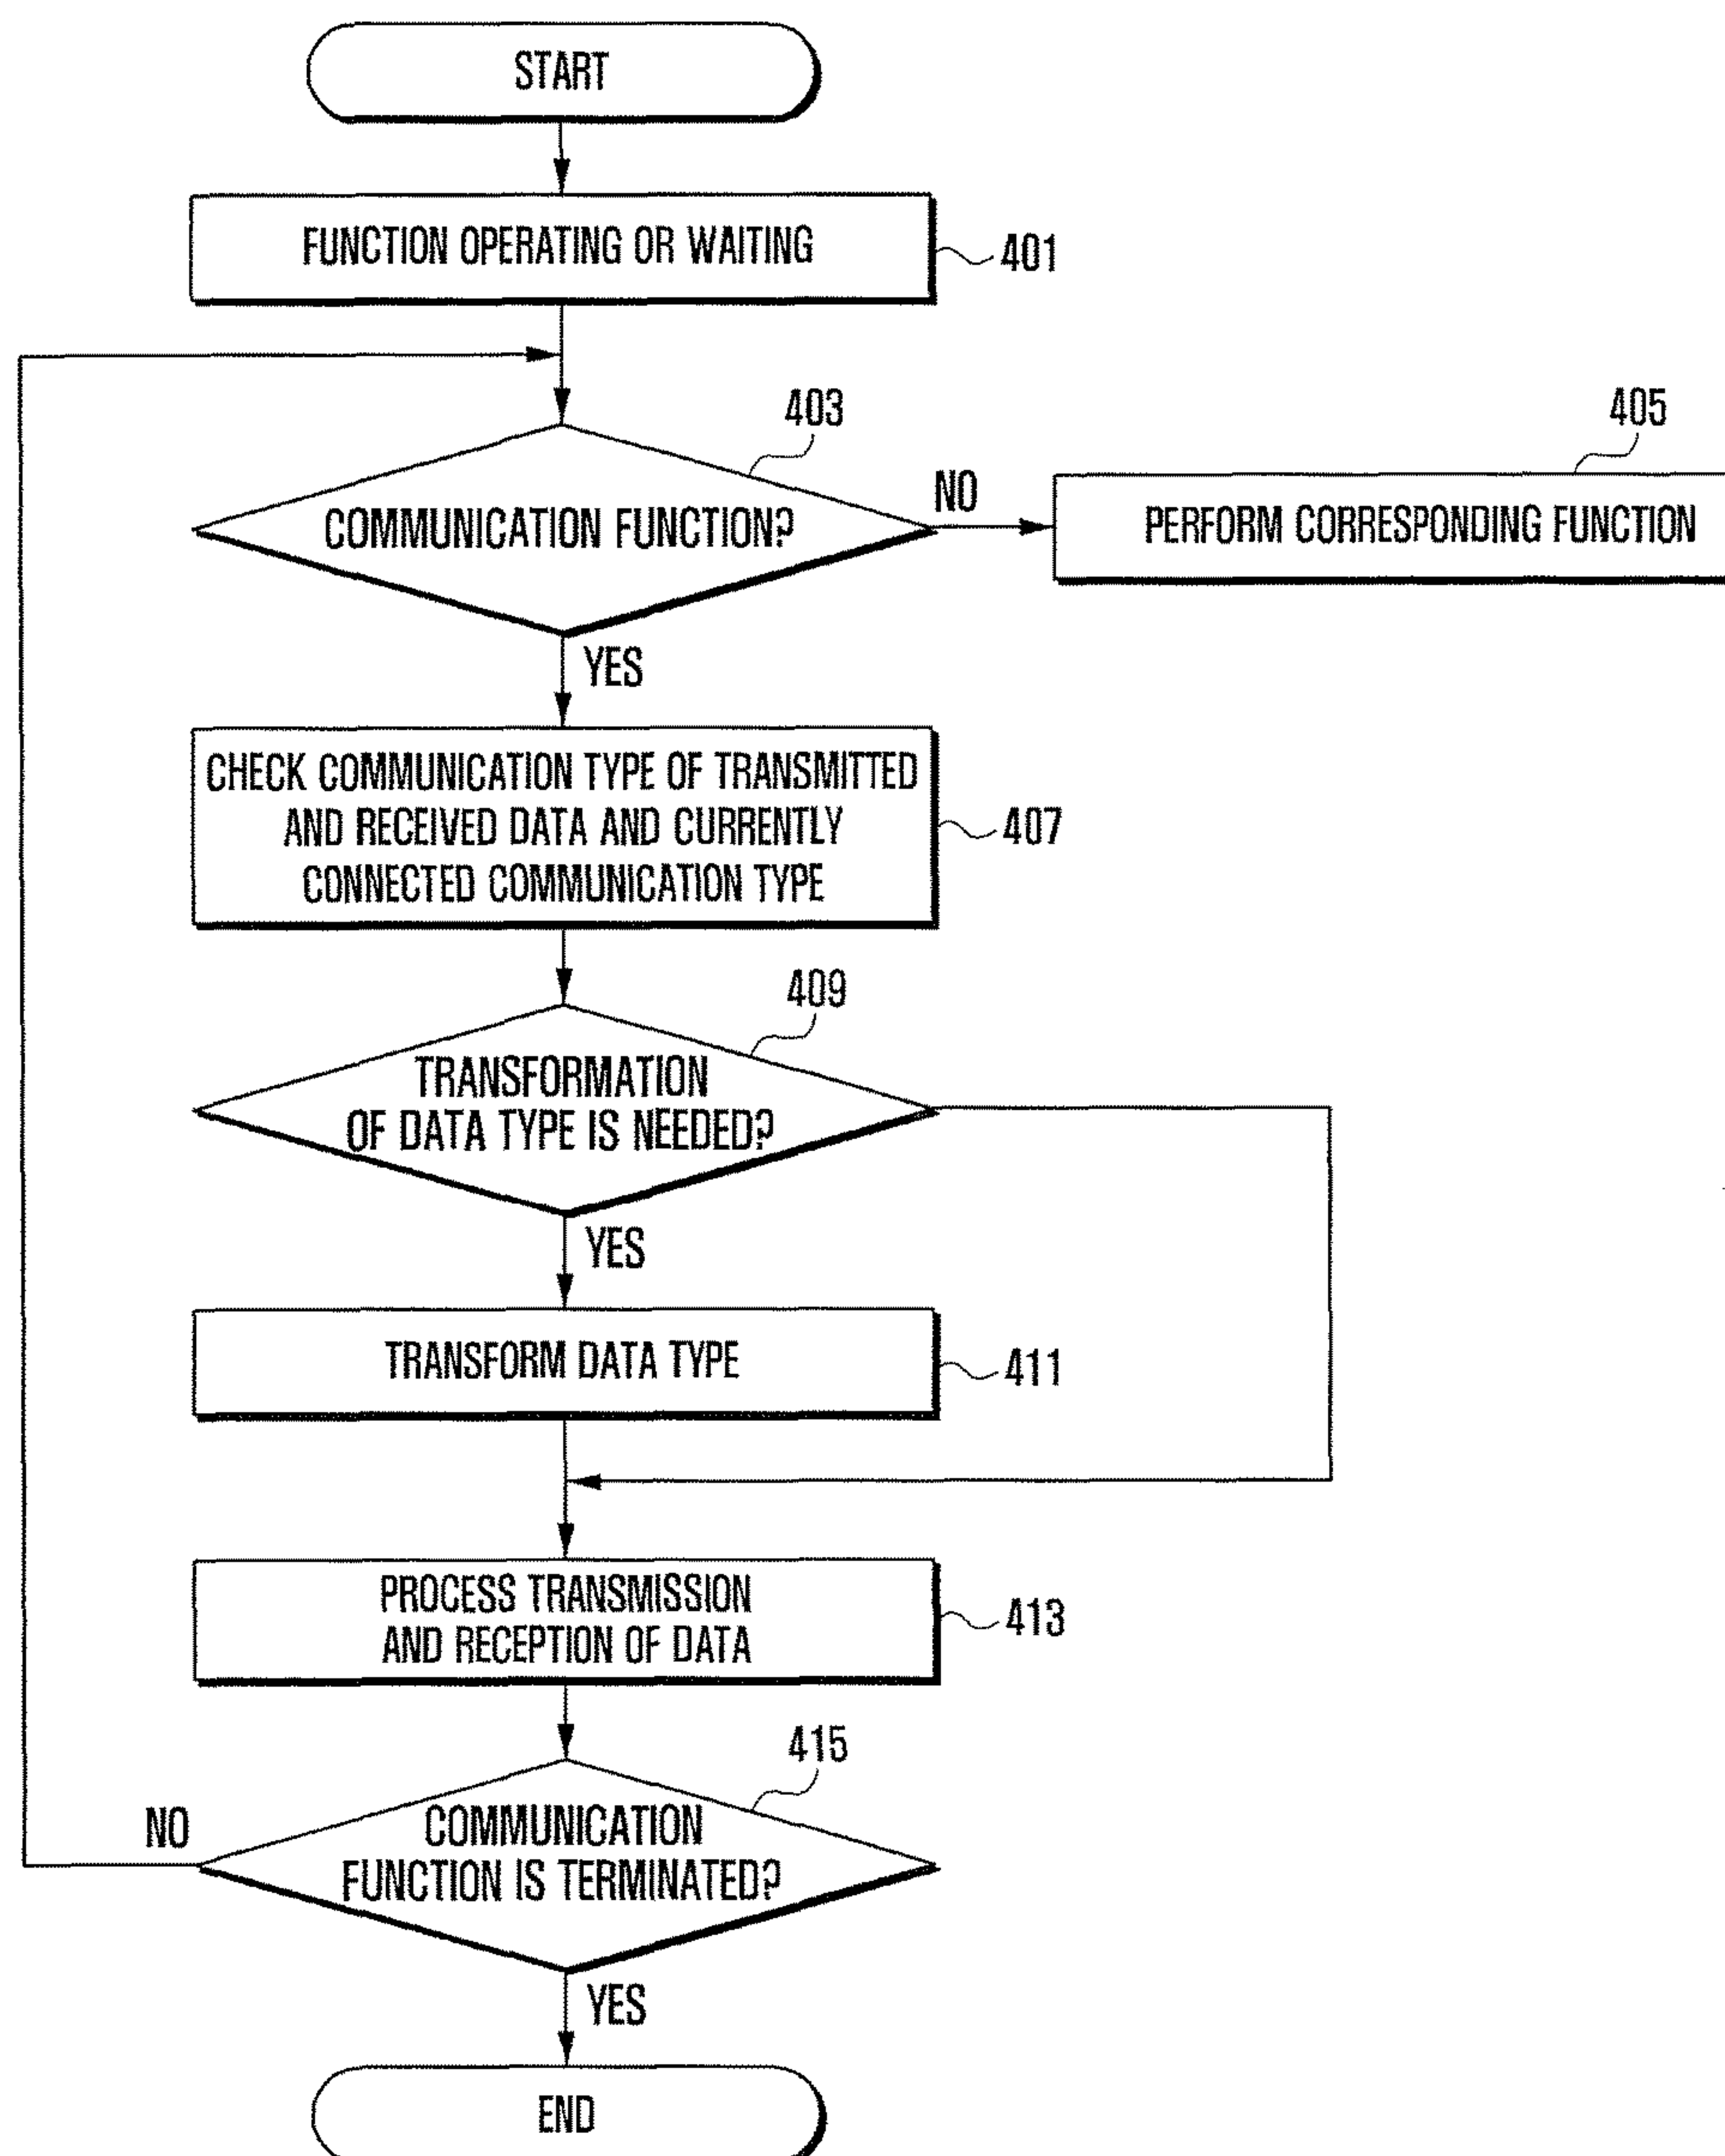 START
FUNCTION OPERATING OR WAITING
401
403
405
COMMUNICATION FUNCTION?
NO
PERFORM CORRESPONDING FUNCTION
YES
CHECK COMMUNICATION TYPE OF TRANSMITTED
AND RECEIVED DATA AND CURRENTLY
CONNECTED COMMUNICATION TYPE
407
409
TRANSFORMATION
OF DATA TYPE IS NEEDED?
YES
TRANSFORM DATA TYPE
411
PROCESS TRANSMISSION
AND RECEPTION OF DATA
413
415
NO
COMMUNICATION
FUNCTION IS TERMINATED?
YES
END